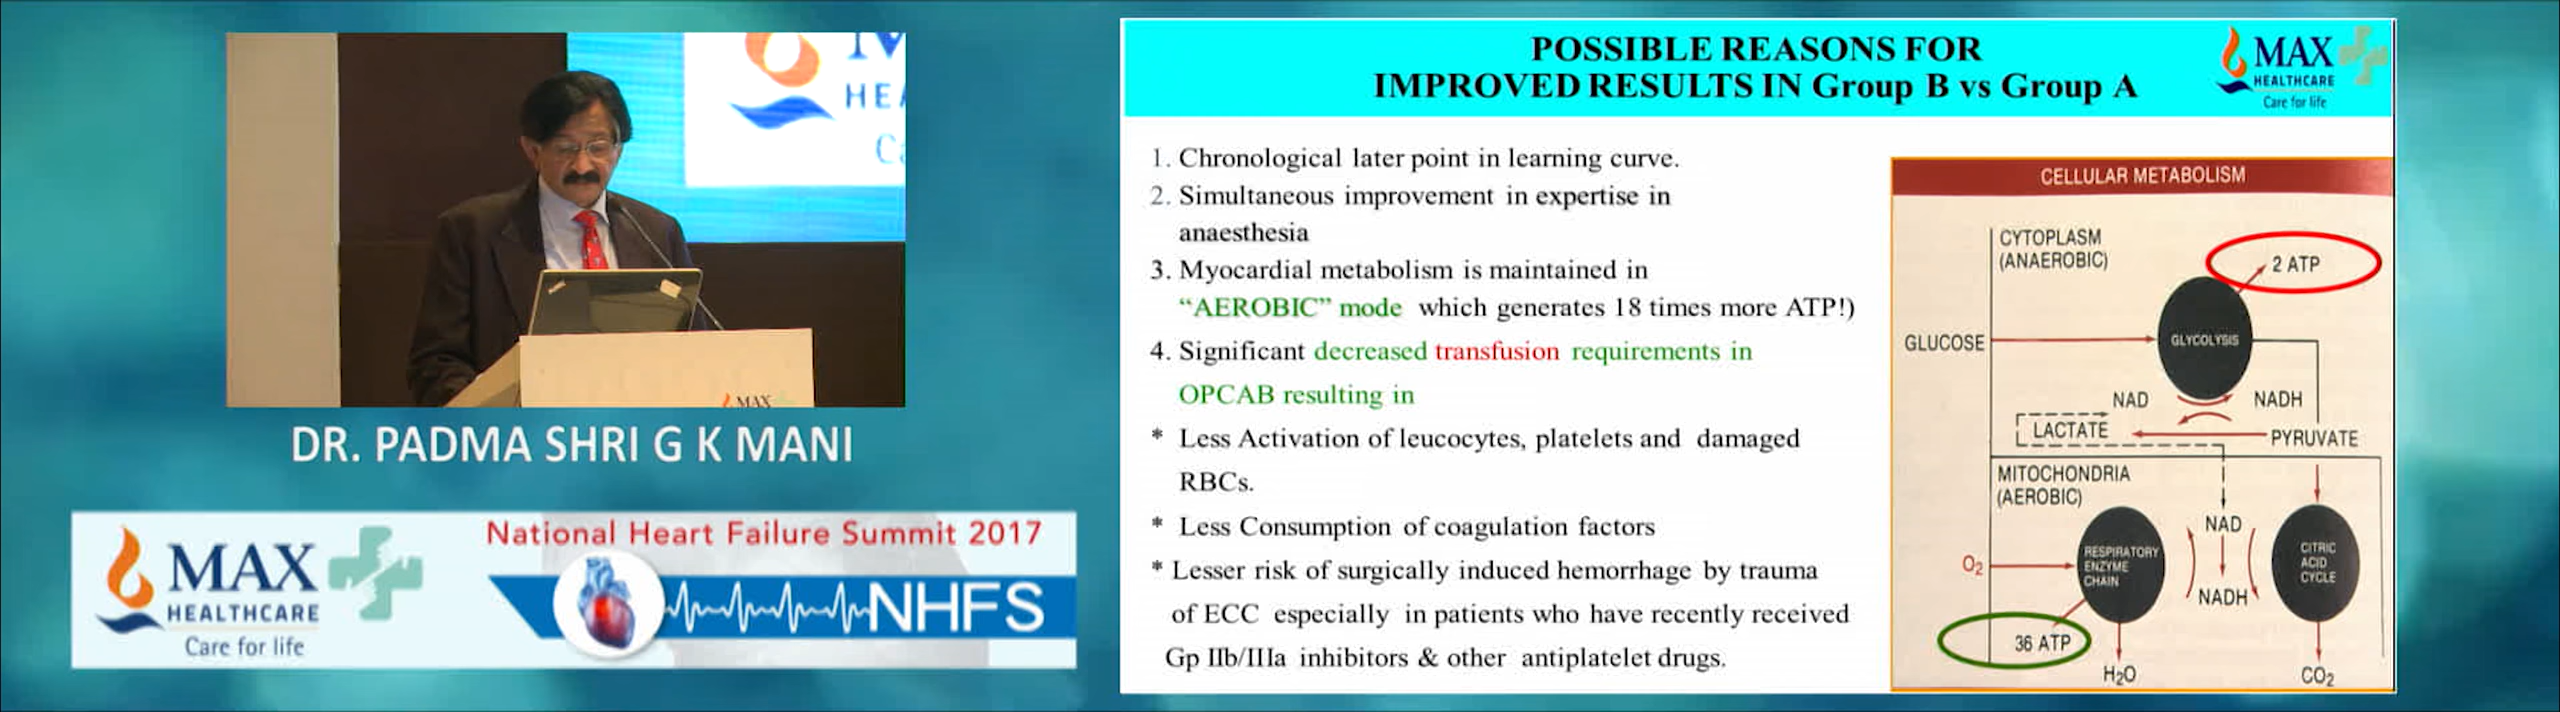 HEA
DR. PADMA SHRI G K MANI
MAX
HEALTHCARE
Care for life
National Heart Failure Summit 2017
NHFS
POSSIBLE REASONS FOR
IMPROVED RESULTS IN Group B vs Group A
MAX
HEALTHCARE
Care for life
1. Chronological later point in learning curve.
2. Simultaneous improvement in expertise in
anaesthesia
3. Myocardial metabolism is maintained in
“AEROBIC” mode which generates 18 times more ATP!)
4. Significant decreased transfusion requirements in
OPCAB resulting in
* Less Activation of leucocytes, platelets and damaged
RBCs.
* Less Consumption of coagulation factors
* Lesser risk of surgically induced hemorrhage by trauma
of ECC especially in patients who have recently received
Gp IIb/IIIa inhibitors & other antiplatelet drugs.
CELLULAR METABOLISM
CYTOPLASM
(ANAEROBIC)
2 ATP
GLUCOSE
GLYCOLYSIS
NAD
NADH
LACTATE
PYRUVATE
MITOCHONDRIA
(AEROBIC)
NAD
O2
RESPIRATORY
ENZYME
CHAIN
CITRIC
ACID
CYCLE
NADH
36 ATP
H2O
CO2
MAX